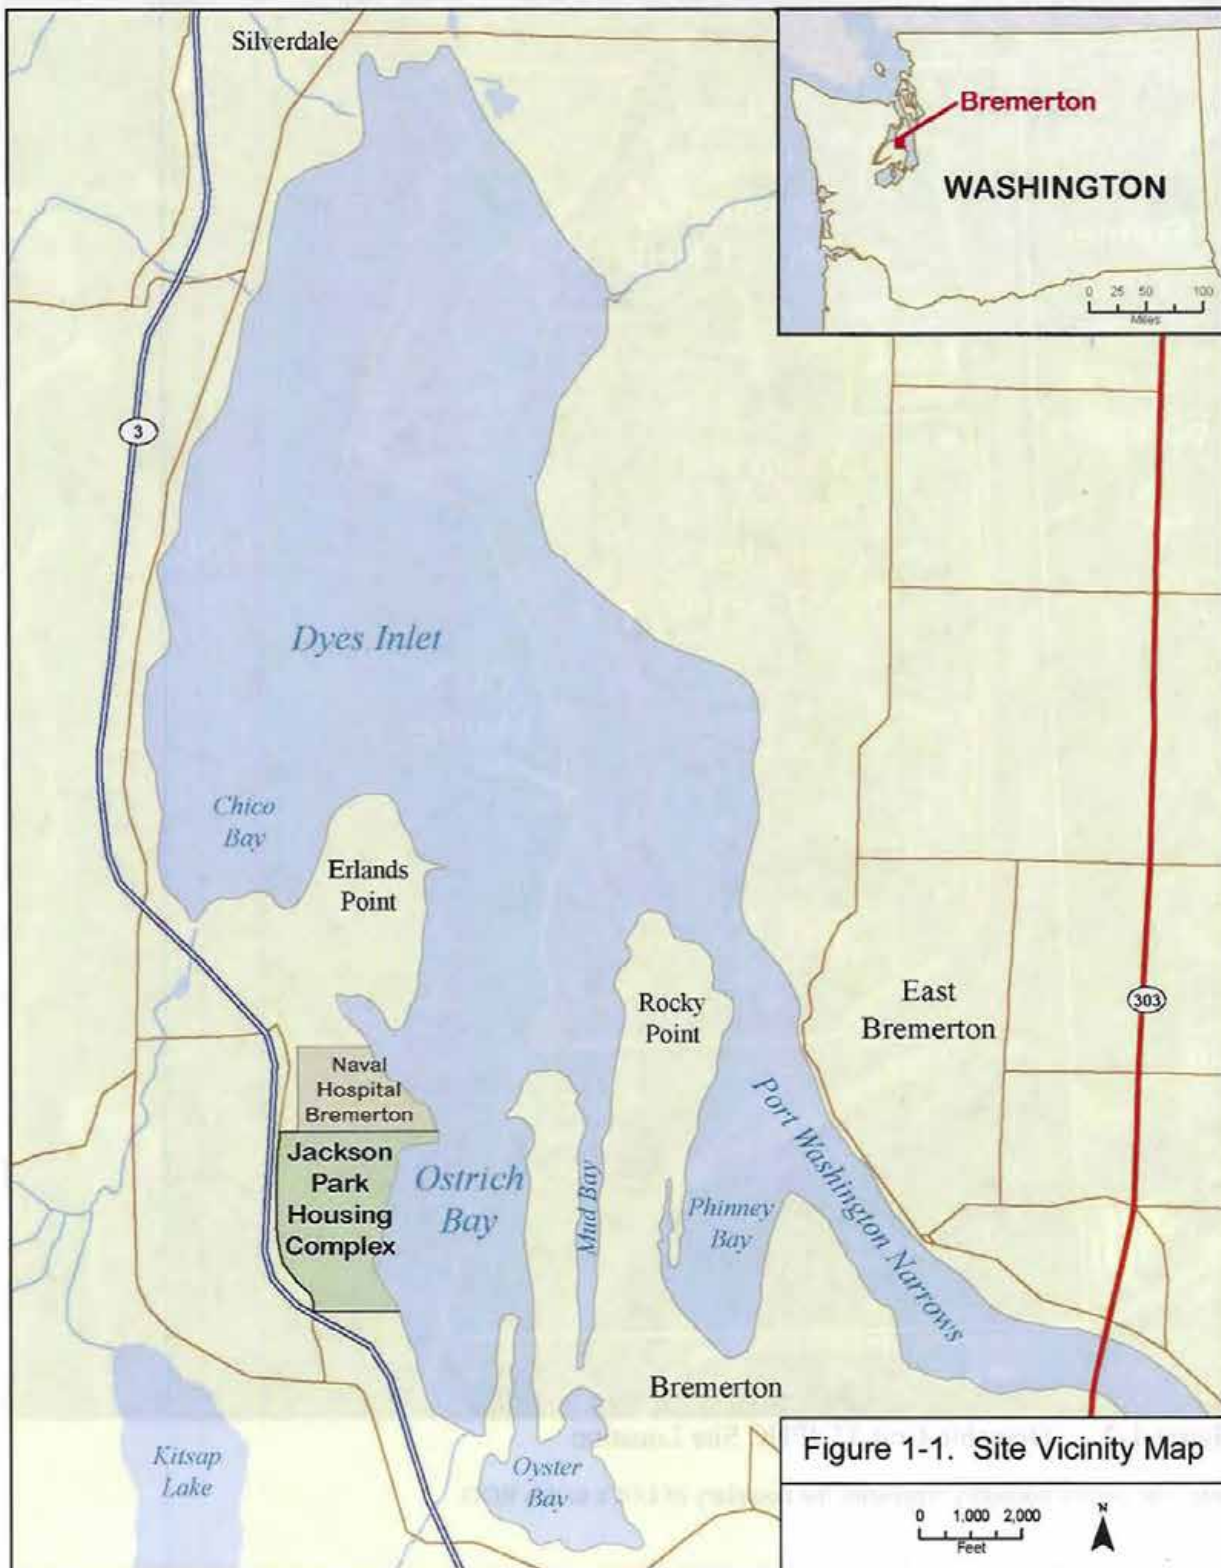 Silverdale
Bremerton
WASHINGTON
0 25 50 100
Miles
3
Dyes Inlet
Chico
Bay
Erlands
Point
Rocky
Point
East
Bremerton
303
Naval
Hospital
Bremerton
Jackson
Park
Housing
Complex
Ostrich
Bay
Mud Bay
Phinney
Bay
Port Washington Narrows
Bremerton
Kitsap
Lake
Oyster
Bay
Figure 1-1. Site Vicinity Map
0 1,000 2,000
Feet
N